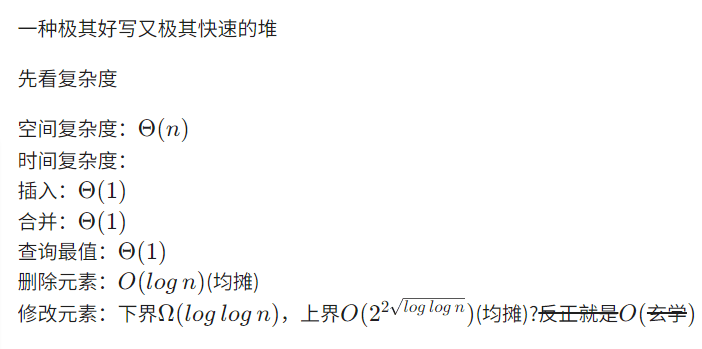 一种极其好写又极其快速的堆
先看复杂度
空间复杂度：Θ(n)
时间复杂度：
插入：Θ(1)
合并：Θ(1)
查询最值：Θ(1)
删除元素：O(log n)(均摊)
修改元素：下界Ω(log log n)，上界O(2^{2√(log log n)})(均摊)?反正就是O(玄学)